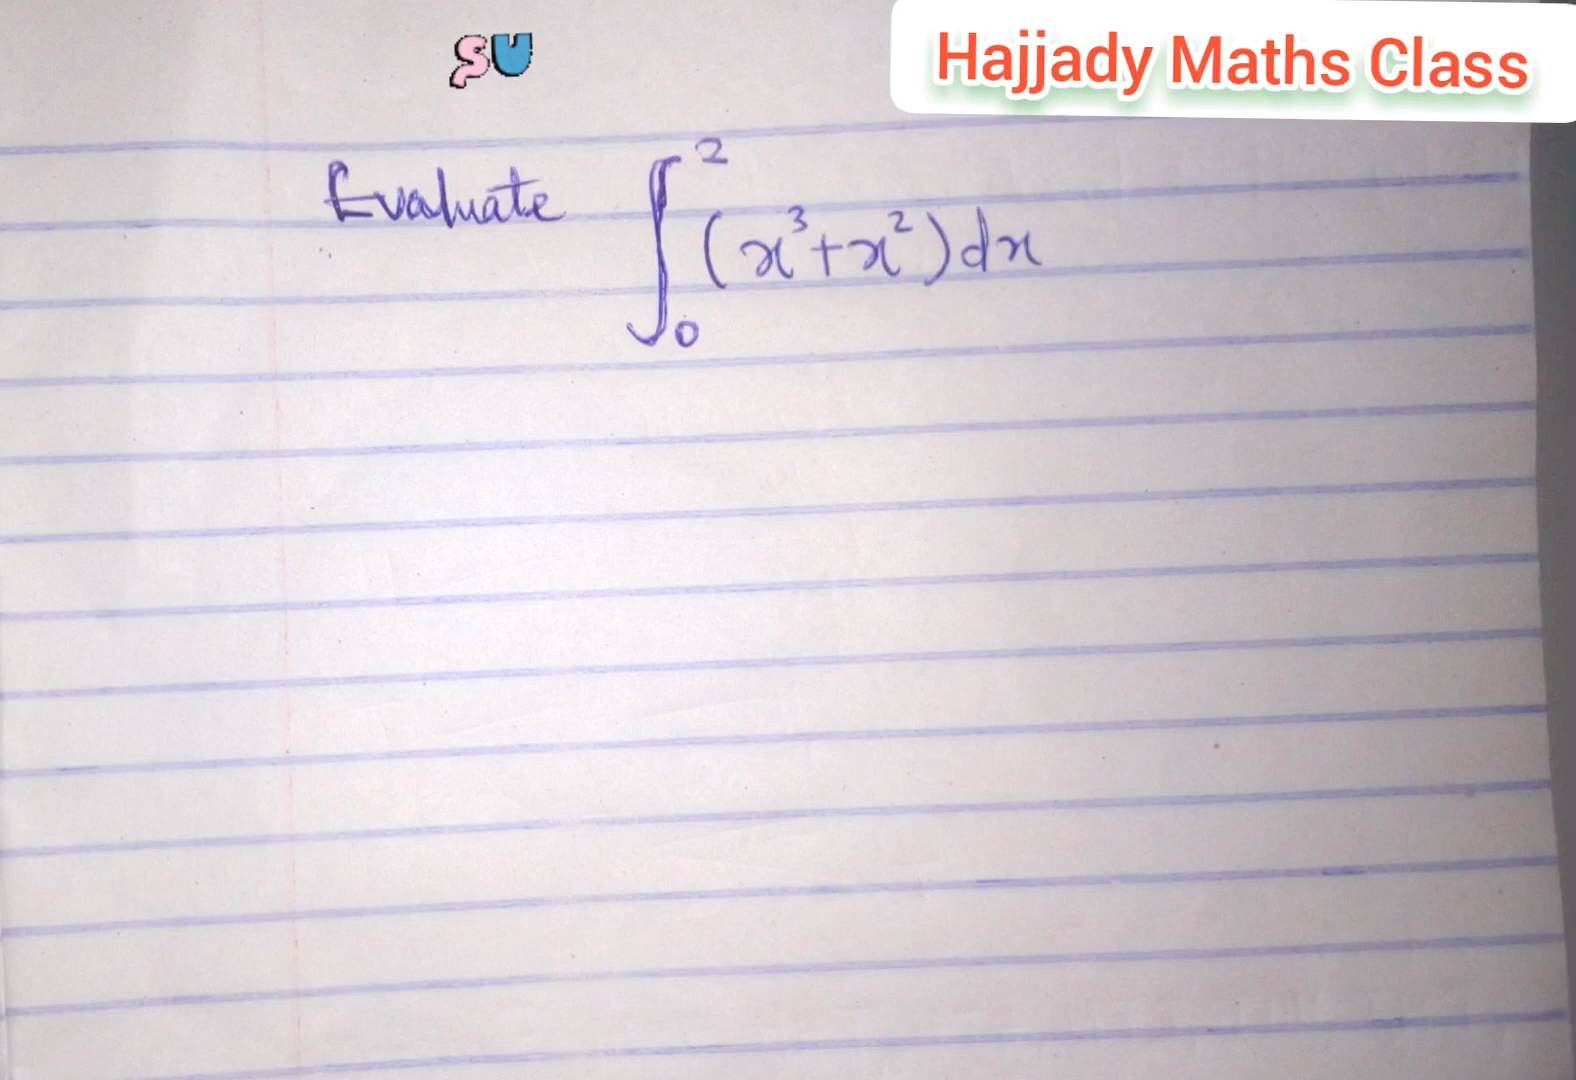 SU
Hajjady Maths Class
Evaluate ∫₀² (x³+x²)dx